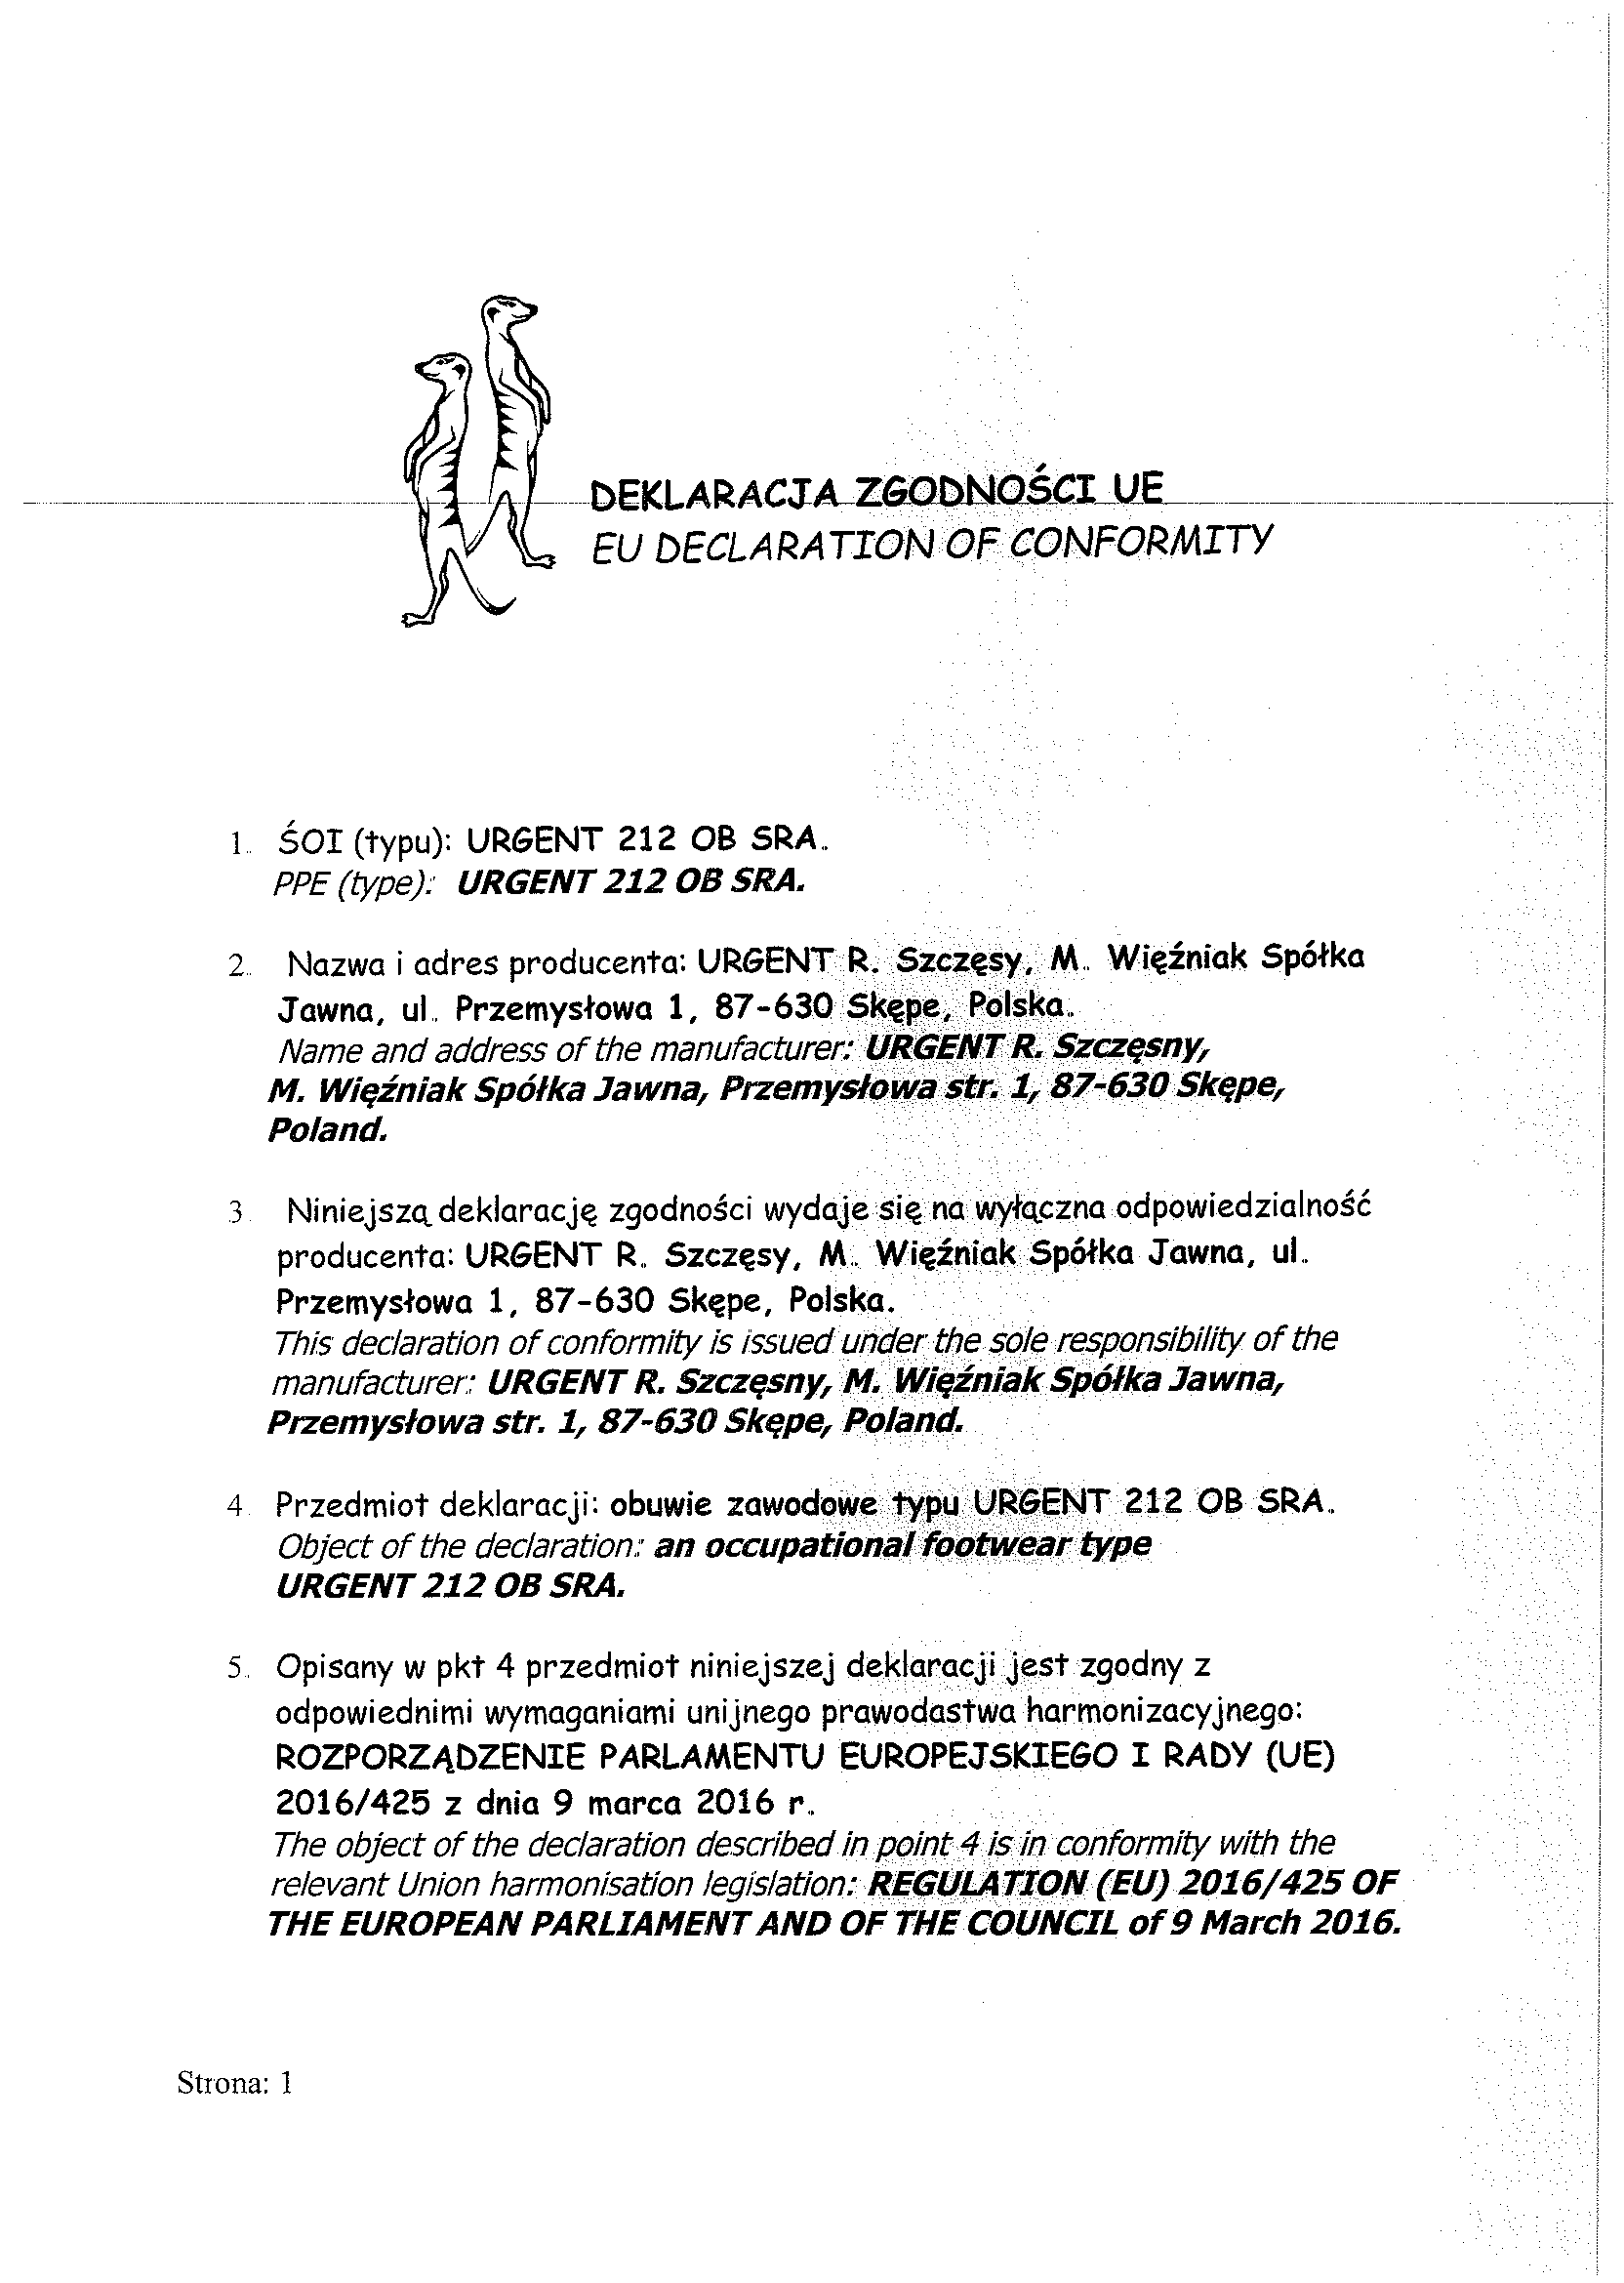 DEKLARACJA ZGODNOŚCI UE
EU DECLARATION OF CONFORMITY
1. ŚOI (typu): URGENT 212 OB SRA.
PPE (type): URGENT 212 OB SRA.
2. Nazwa i adres producenta: URGENT R. Szczęsy, M. Więźniak Spółka
Jawna, ul. Przemysłowa 1, 87-630 Skępe, Polska.
Name and address of the manufacturer: URGENT R. Szczęsny,
M. Więźniak Spółka Jawna, Przemysłowa str. 1, 87-630 Skępe,
Poland.
3. Niniejszą deklarację zgodności wydaje się na wyłączna odpowiedzialność
producenta: URGENT R. Szczęsy, M. Więźniak Spółka Jawna, ul.
Przemysłowa 1, 87-630 Skępe, Polska.
This declaration of conformity is issued under the sole responsibility of the
manufacturer: URGENT R. Szczęsny, M. Więźniak Spółka Jawna,
Przemysłowa str. 1, 87-630 Skępe, Poland.
4. Przedmiot deklaracji: obuwie zawodowe typu URGENT 212 OB SRA.
Object of the declaration: an occupational footwear type
URGENT 212 OB SRA.
5. Opisany w pkt 4 przedmiot niniejszej deklaracji jest zgodny z
odpowiednimi wymaganiami unijnego prawodastwa harmonizacyjnego:
ROZPORZĄDZENIE PARLAMENTU EUROPEJSKIEGO I RADY (UE)
2016/425 z dnia 9 marca 2016 r.
The object of the declaration described in point 4 is in conformity with the
relevant Union harmonisation legislation: REGULATION (EU) 2016/425 OF
THE EUROPEAN PARLIAMENT AND OF THE COUNCIL of 9 March 2016.
Strona: 1